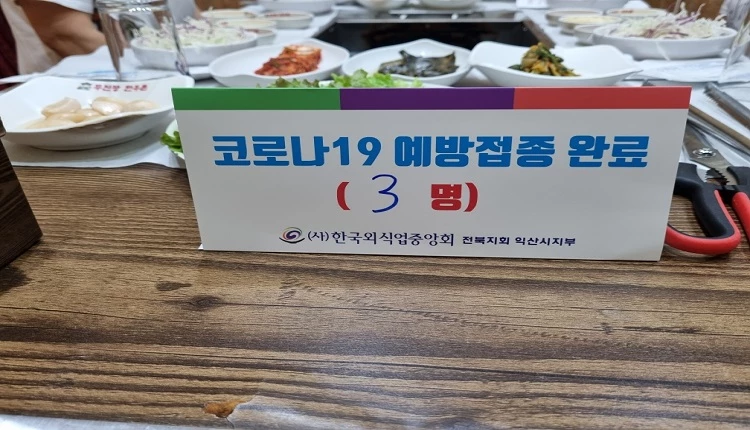 코로나19 예방접종 완료
( 3 명)
(사)한국외식업중앙회 전북지회 익산시지부